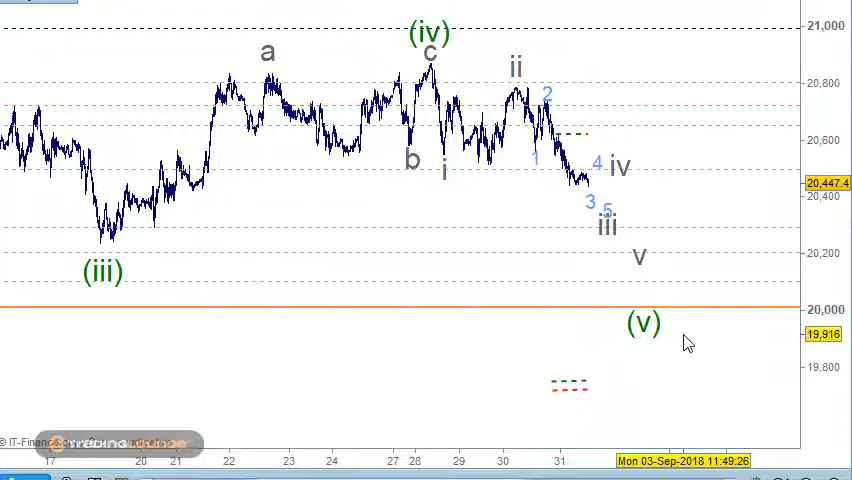 21,000
(iv)
a
c
ii
20,800
2
20,600
b
i
1
4
iv
20,447.4
20,400
3
5
iii
20,200
v
(iii)
20,000
(v)
19,916
19,800
© IT-Finance.c
17
20
21
22
23
24
27
28
29
30
31
Mon 03-Sep-2018 11:49:26